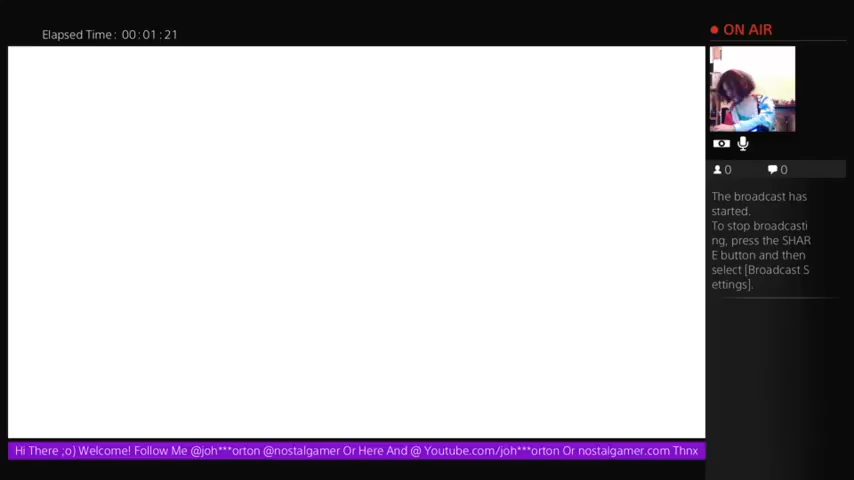 Elapsed Time: 00:01:21
ON AIR
0 0
The broadcast has
started.
To stop broadcasti
ng, press the SHAR
E button and then
select [Broadcast S
ettings].
Hi There ;o) Welcome! Follow Me @joh***orton @nostalgamer Or Here And @ Youtube.com/joh***orton Or nostalgamer.com Thnx